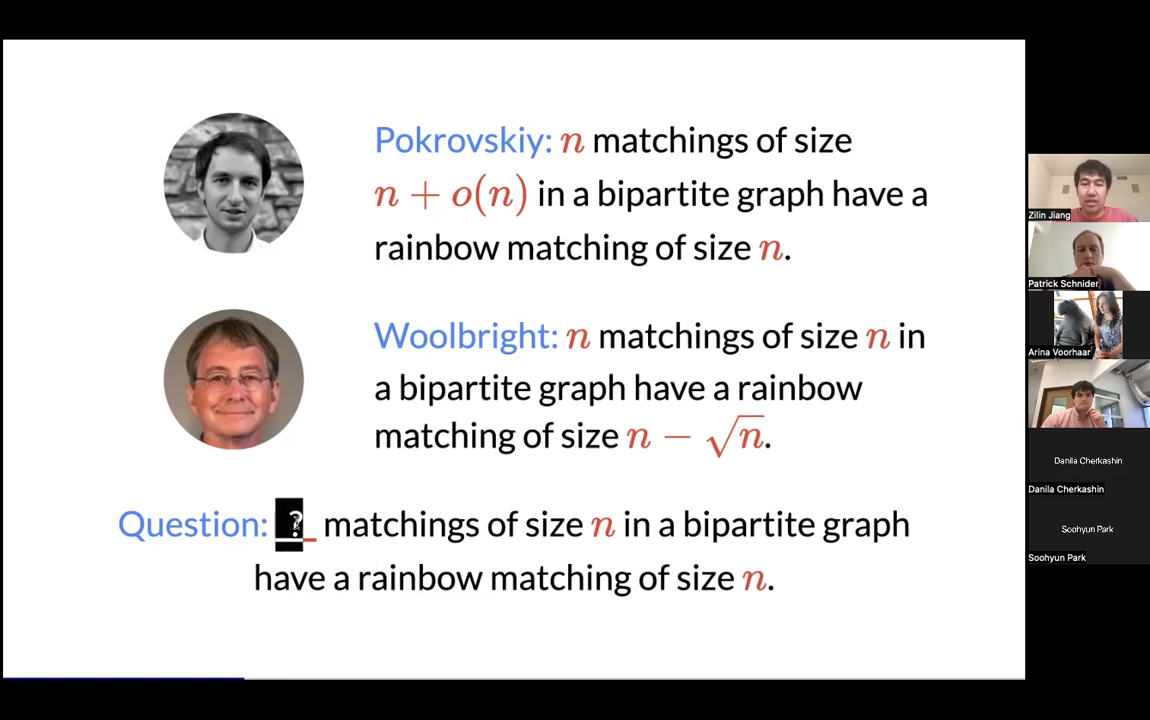 Pokrovskiy: n matchings of size
n + o(n) in a bipartite graph have a
rainbow matching of size n.
Woolbright: n matchings of size n in
a bipartite graph have a rainbow
matching of size n − √n.
Question: ?_ matchings of size n in a bipartite graph
have a rainbow matching of size n.
Zilin Jiang
Patrick Schnider
Arina Voorhaar
Danila Cherkashin
Danila Cherkashin
Soohyun Park
Soohyun Park